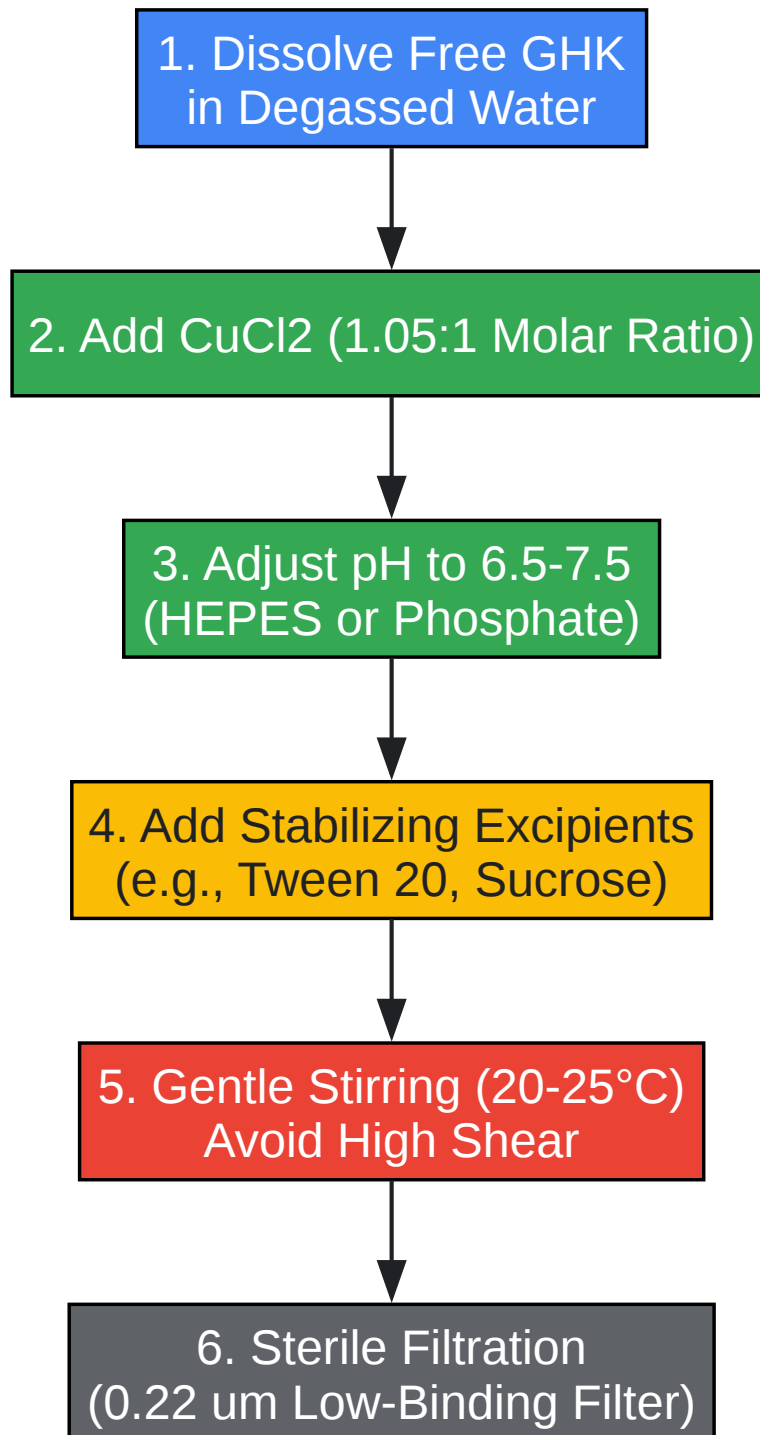 1. Dissolve Free GHK
in Degassed Water
2. Add CuCl2 (1.05:1 Molar Ratio)
3. Adjust pH to 6.5-7.5
(HEPES or Phosphate)
4. Add Stabilizing Excipients
(e.g., Tween 20, Sucrose)
5. Gentle Stirring (20-25°C)
Avoid High Shear
6. Sterile Filtration
(0.22 um Low-Binding Filter)